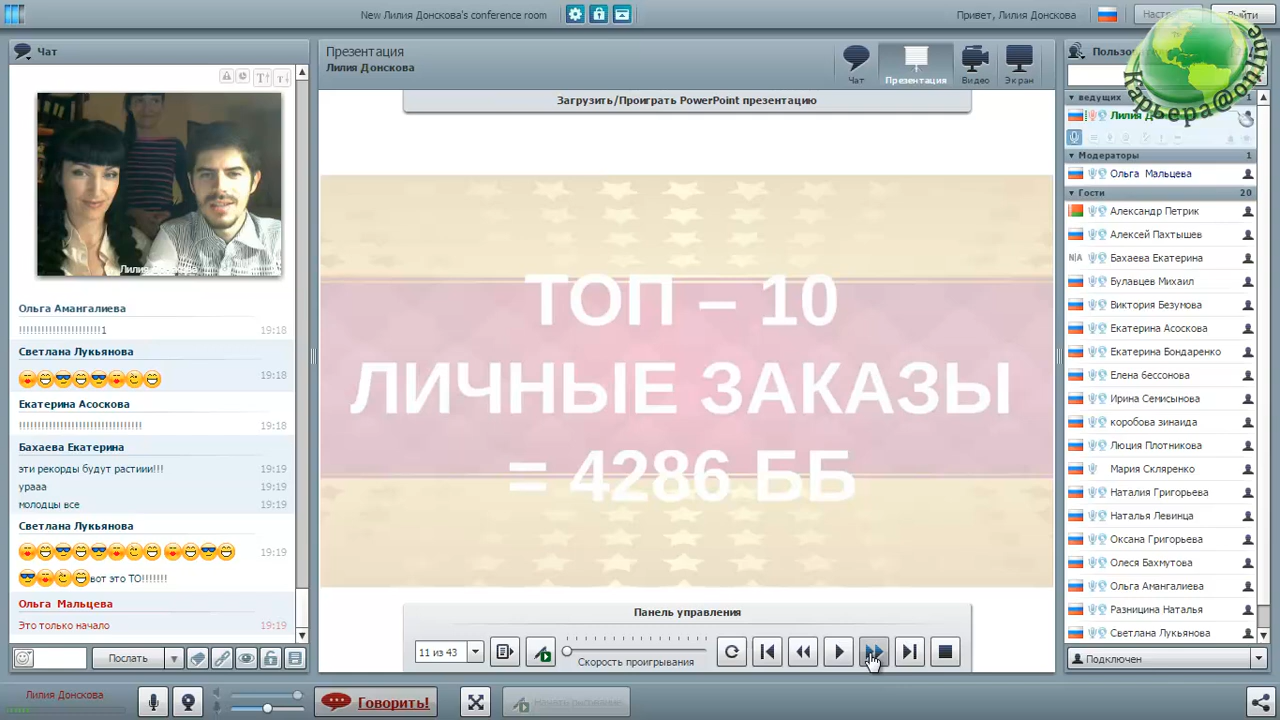 New Лилия Донскова's conference room
Привет, Лилия Донскова
Выйти
Чат
Лилия Донскова
Ольга Амангалиева
!!!!!!!!!!!!!!!!!!!!!!!1 19:18
Светлана Лукьянова
19:18
Екатерина Асоскова
!!!!!!!!!!!!!!!!!!!!!!!!!!!!!!!!! 19:18
Бахаева Екатерина
эти рекорды будут растиии!!! 19:19
урааа 19:19
молодцы все 19:19
Светлана Лукьянова
19:19
вот это ТО!!!!!!!
Ольга Мальцева
Это только начало 19:19
Послать
Презентация
Лилия Донскова
Чат
Презентация
Видео
Экран
Загрузить/Проиграть PowerPoint презентацию
ТОП – 10
ЛИЧНЫЕ ЗАКАЗЫ
= 4286 ББ
Панель управления
11 из 43
Скорость проигрывания
Карьера@online
ведущих 1
Модераторы 1
Ольга Мальцева
Гости 20
Александр Петрик
Алексей Пахтышев
N/A Бахаева Екатерина
Булавцев Михаил
Виктория Безумова
Екатерина Асоскова
Екатерина Бондаренко
Елена бессонова
Ирина Семисынова
коробова зинаида
Люция Плотникова
Мария Скляренко
Наталия Григорьева
Наталья Левинца
Оксана Григорьева
Олеся Бахмутова
Ольга Амангалиева
Разницина Наталья
Светлана Лукьянова
Подключен
Лилия Донскова
Говорить!